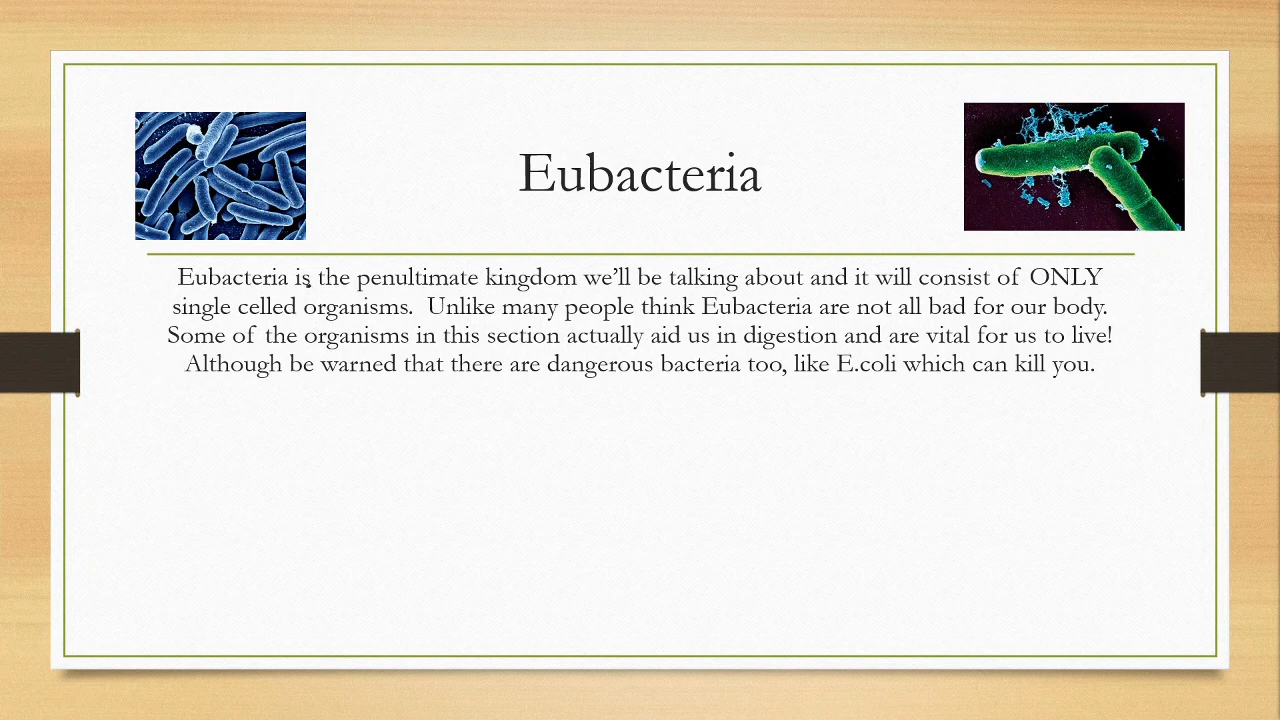 Eubacteria
Eubacteria is the penultimate kingdom we’ll be talking about and it will consist of ONLY
single celled organisms.  Unlike many people think Eubacteria are not all bad for our body.
Some of the organisms in this section actually aid us in digestion and are vital for us to live!
Although be warned that there are dangerous bacteria too, like E.coli which can kill you.